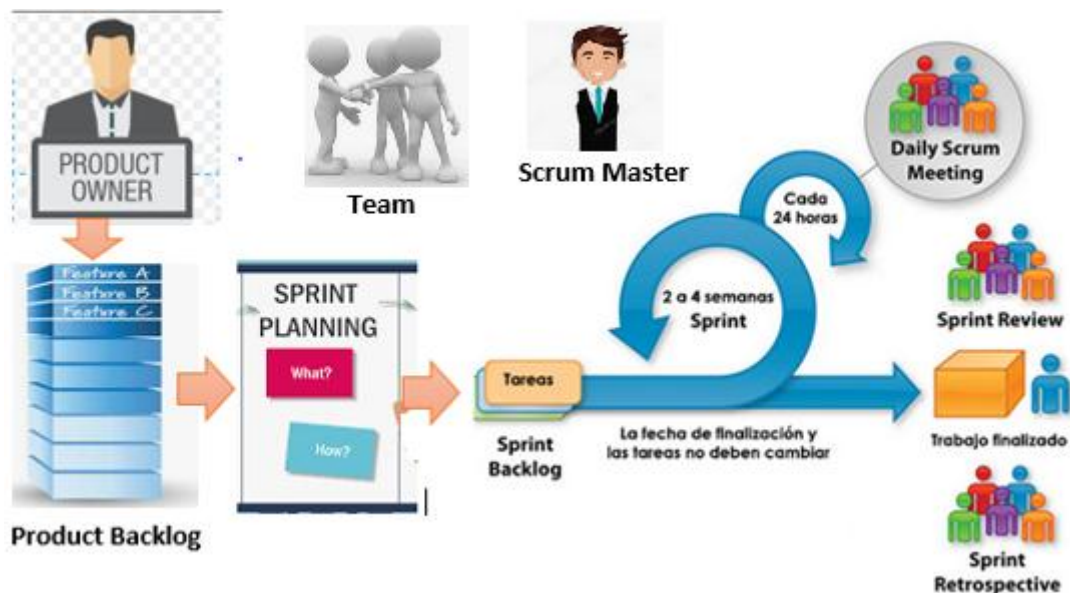 PRODUCT
OWNER
Team
Scrum Master
Daily Scrum
Meeting
Cada
24 horas
Feature A
Feature B
Feature C
SPRINT
PLANNING
What?
How?
2 a 4 semanas
Sprint
Sprint Review
Tareas
Sprint
Backlog
La fecha de finalización y
las tareas no deben cambiar
Trabajo finalizado
Product Backlog
Sprint
Retrospective